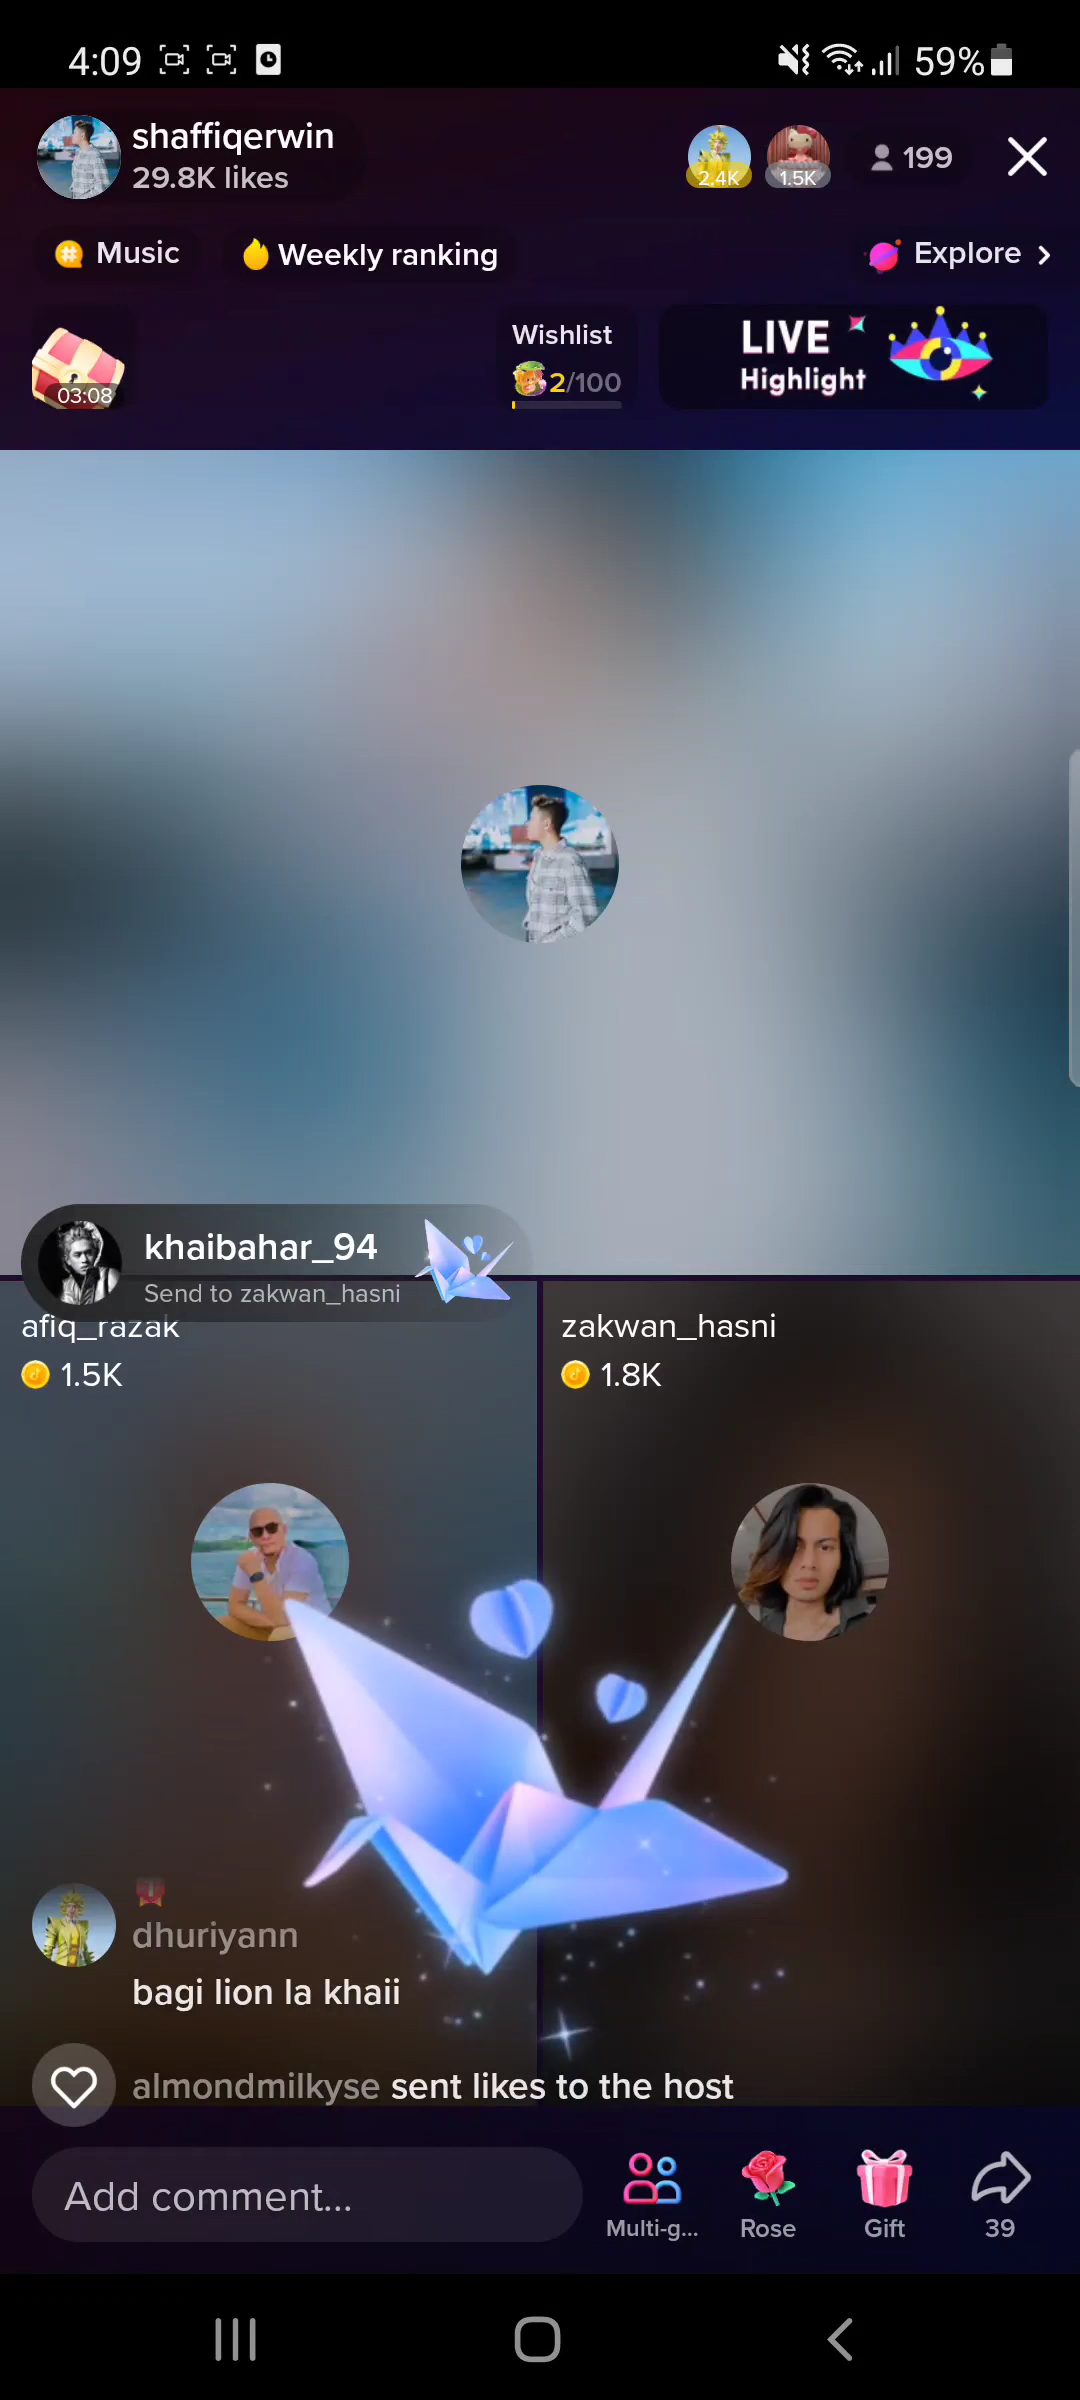 4:09
59%
shaffiqerwin
29.8K likes
2.4K
1.5K
199
Music
Weekly ranking
Explore
03:08
Wishlist
2/100
LIVE
Highlight
khaibahar_94
Send to zakwan_hasni
afiq_razak
1.5K
zakwan_hasni
1.8K
1
dhuriyann
bagi lion la khaii
almondmilkyse sent likes to the host
Add comment...
Multi-g...
Rose
Gift
39